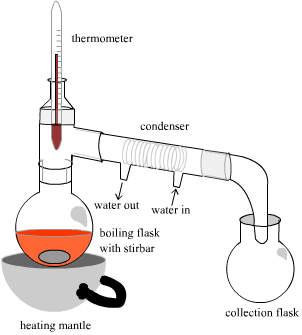 thermometer
condenser
water out
water in
boiling flask
with stirbar
collection flask
heating mantle